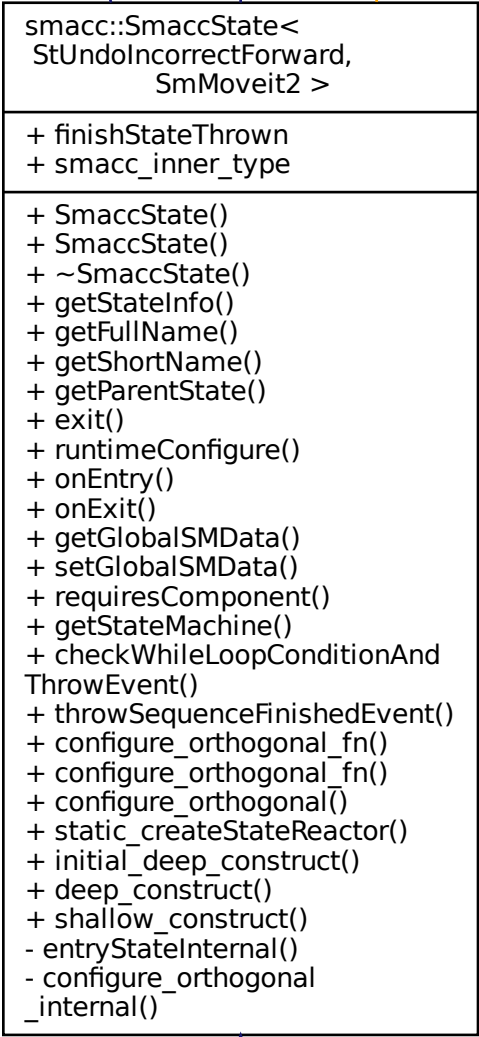 smacc::SmaccState<
StUndoIncorrectForward,
SmMoveit2 >
+ finishStateThrown
+ smacc_inner_type
+ SmaccState()
+ SmaccState()
+ ~SmaccState()
+ getStateInfo()
+ getFullName()
+ getShortName()
+ getParentState()
+ exit()
+ runtimeConfigure()
+ onEntry()
+ onExit()
+ getGlobalSMData()
+ setGlobalSMData()
+ requiresComponent()
+ getStateMachine()
+ checkWhileLoopConditionAnd
ThrowEvent()
+ throwSequenceFinishedEvent()
+ configure_orthogonal_fn()
+ configure_orthogonal_fn()
+ configure_orthogonal()
+ static_createStateReactor()
+ initial_deep_construct()
+ deep_construct()
+ shallow_construct()
- entryStateInternal()
- configure_orthogonal
_internal()